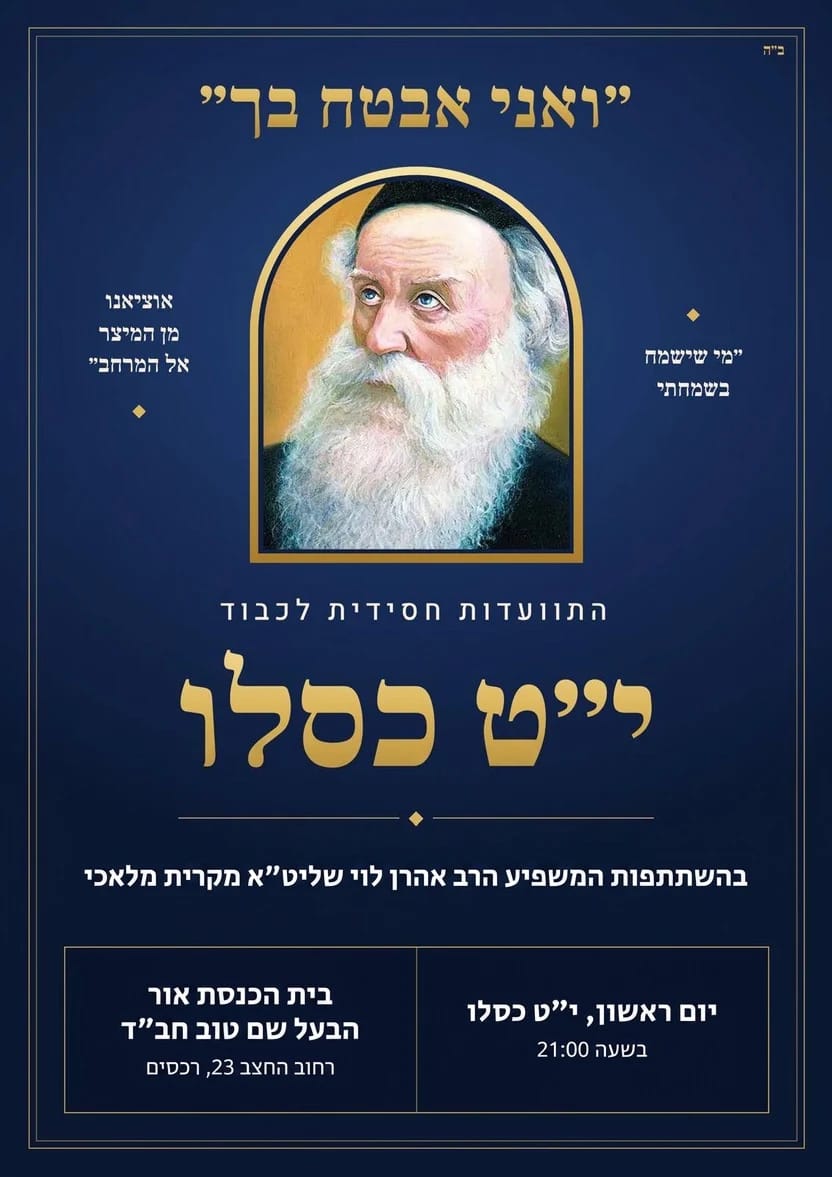 ב"ה
"ואני אבטח בך"
"מי שישמח
בשמחתי
אוציאנו
מן המיצר
אל המרחב"
התוועדות חסידית לכבוד
י"ט כסלו
בהשתתפות המשפיע הרב אהרן לוי שליט"א מקרית מלאכי
יום ראשון, י"ט כסלו
בשעה 21:00
בית הכנסת אור
הבעל שם טוב חב"ד
רחוב החצב 23, רכסים